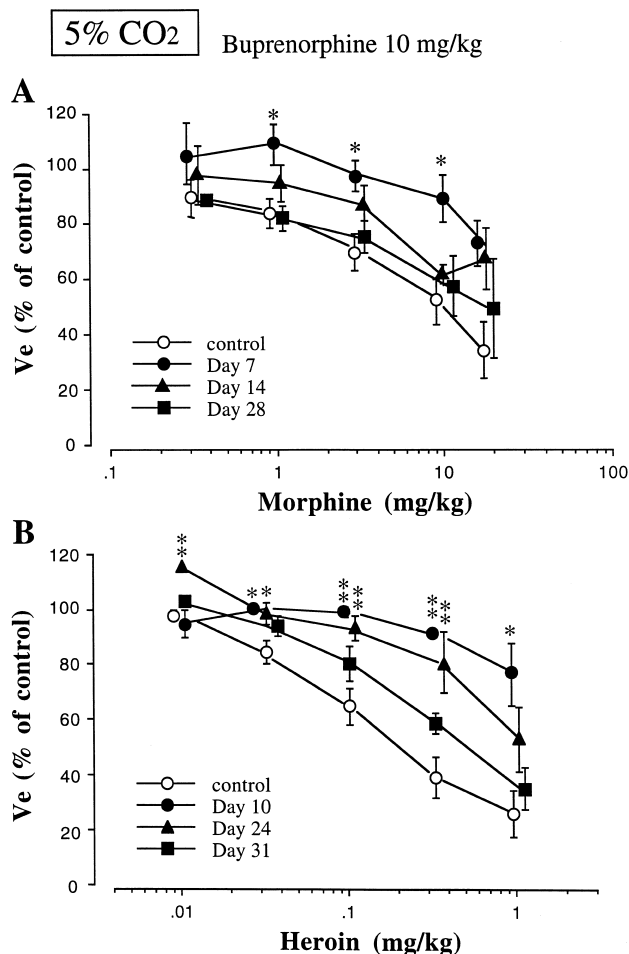 5% CO2 Buprenorphine 10 mg/kg
A
120
*
100
*
*
80
60
40
20
0
Ve (% of control)
control
Day 7
Day 14
Day 28
.1 1 10 100
Morphine (mg/kg)
B
120
**
100
* *
** **
** **
*
80
60
40
20
0
Ve (% of control)
control
Day 10
Day 24
Day 31
.01 .1 1
Heroin (mg/kg)